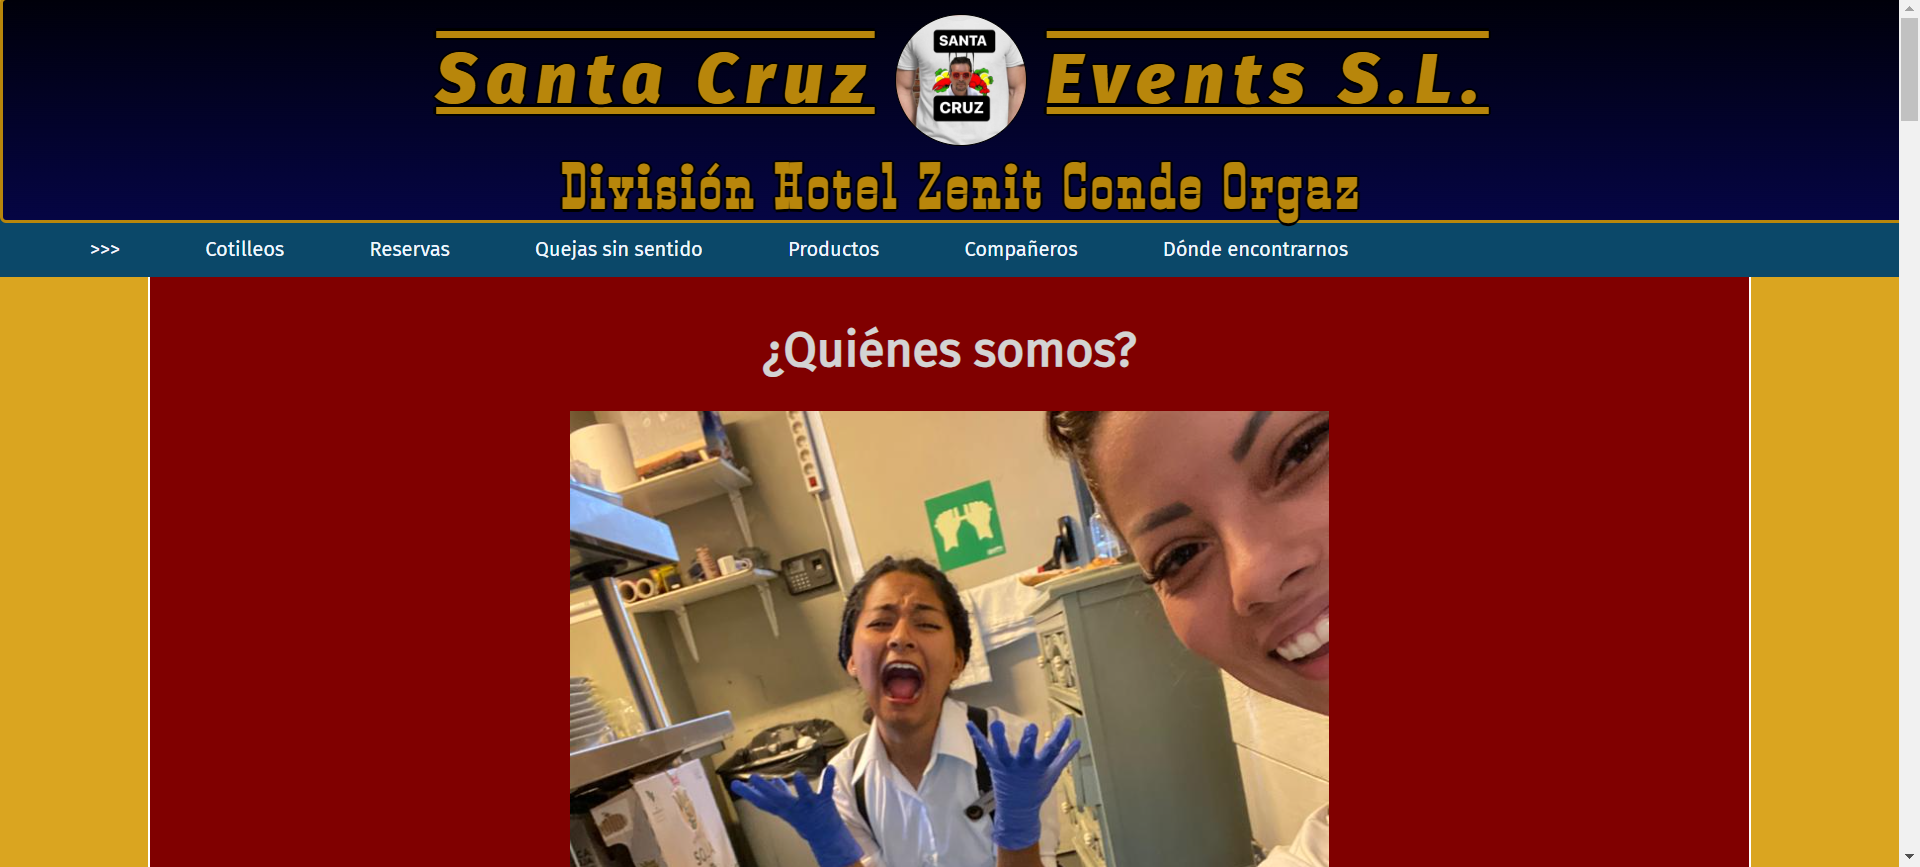 Santa Cruz
SANTA
CRUZ
Events S.L.
División Hotel Zenit Conde Orgaz
>>>
Cotilleos
Reservas
Quejas sin sentido
Productos
Compañeros
Dónde encontrarnos
¿Quiénes somos?